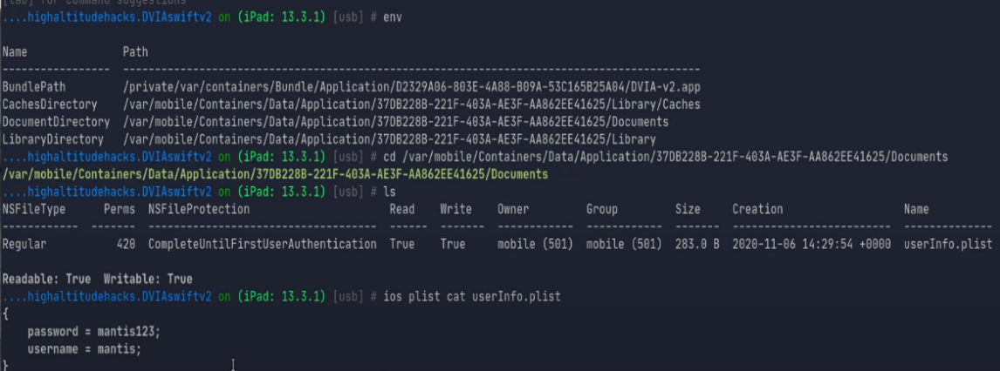 [tab] for command suggestions
....highaltitudehacks.DVIAswiftv2 on (iPad: 13.3.1) [usb] # env
Name Path
---------------- --------------------------------------------------------------------------------------
BundlePath /private/var/containers/Bundle/Application/D2329A06-803E-4A88-B09A-53C165B25A04/DVIA-v2.app
CachesDirectory /var/mobile/Containers/Data/Application/37DB228B-221F-403A-AE3F-AA862EE41625/Library/Caches
DocumentDirectory /var/mobile/Containers/Data/Application/37DB228B-221F-403A-AE3F-AA862EE41625/Documents
LibraryDirectory /var/mobile/Containers/Data/Application/37DB228B-221F-403A-AE3F-AA862EE41625/Library
....highaltitudehacks.DVIAswiftv2 on (iPad: 13.3.1) [usb] # cd /var/mobile/Containers/Data/Application/37DB228B-221F-403A-AE3F-AA862EE41625/Documents
/var/mobile/Containers/Data/Application/37DB228B-221F-403A-AE3F-AA862EE41625/Documents
....highaltitudehacks.DVIAswiftv2 on (iPad: 13.3.1) [usb] # ls
NSFileType Perms NSFileProtection Read Write Owner Group Size Creation Name
------------ ------- ---------------------------------- ------ ------- ------------ ------------ ------- ------------------------- --------------
Regular 420 CompleteUntilFirstUserAuthentication True True mobile (501) mobile (501) 283.0 B 2020-11-06 14:29:54 +0000 userInfo.plist
Readable: True Writable: True
....highaltitudehacks.DVIAswiftv2 on (iPad: 13.3.1) [usb] # ios plist cat userInfo.plist
{
password = mantis123;
username = mantis;
}